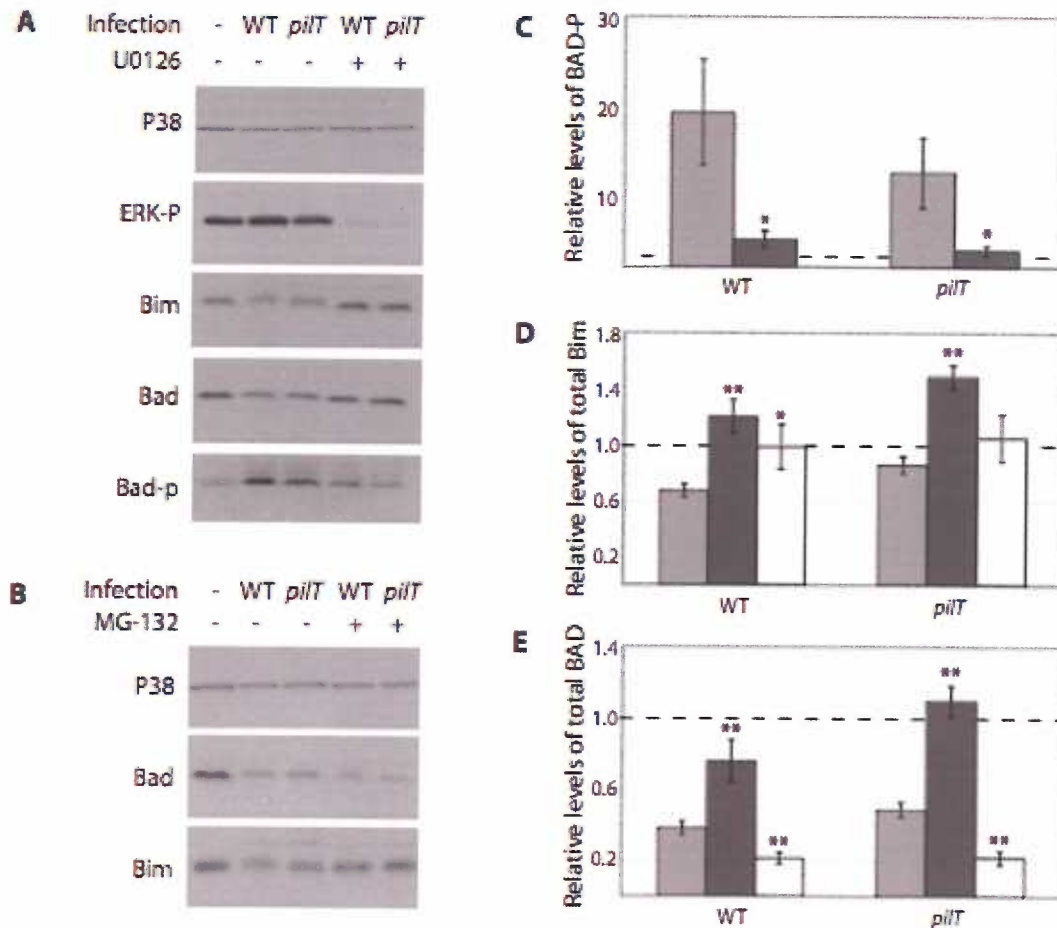 A
Infection - WT pilT WT pilT
U0126 - - - + +
P38
ERK-P
Bim
Bad
Bad-p
B
Infection - WT pilT WT pilT
MG-132 - - - + +
P38
Bad
Bim
C
Relative levels of BAD-P
30
20
10
* *
WT pilT
D
Relative levels of total Bim
1.8
1.4
1.0
0.6
0.2
** * **
WT pilT
E
Relative levels of total BAD
1.4
1.0
0.6
0.2
** ** ** **
WT pilT